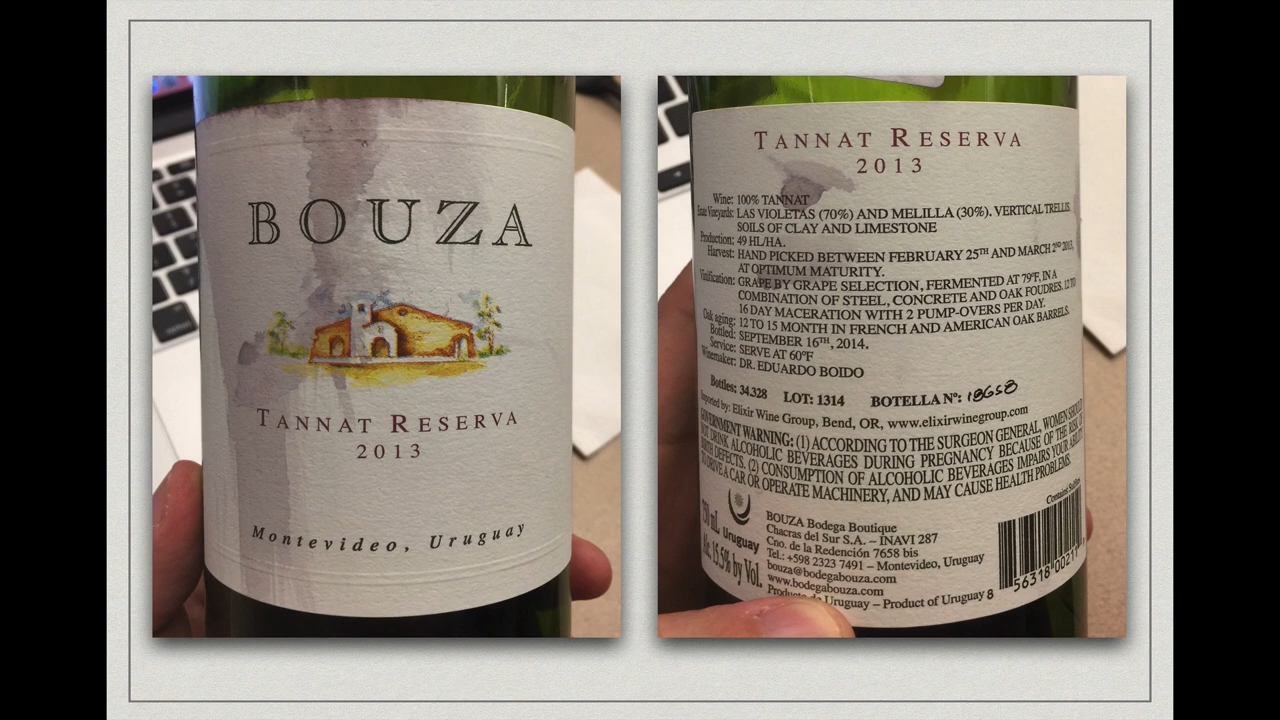 BOUZA
TANNAT RESERVA
2013
Montevideo, Uruguay
TANNAT RESERVA
2013
Wine: 100% TANNAT
Estate Vineyards: LAS VIOLETAS (70%) AND MELILLA (30%). VERTICAL TRELLIS.
SOILS OF CLAY AND LIMESTONE
Production: 49 HL/HA.
Harvest: HAND PICKED BETWEEN FEBRUARY 25TH AND MARCH 2ND 2013,
AT OPTIMUM MATURITY.
Vinification: GRAPE BY GRAPE SELECTION, FERMENTED AT 79ºF, IN A
COMBINATION OF STEEL, CONCRETE AND OAK FOUDRES. 12 TO
16 DAY MACERATION WITH 2 PUMP-OVERS PER DAY.
Oak aging: 12 TO 15 MONTH IN FRENCH AND AMERICAN OAK BARRELS.
Bottled: SEPTEMBER 16TH, 2014.
Service: SERVE AT 60ºF
Winemaker: DR. EDUARDO BOIDO
Bottles: 34.328 LOT: 1314 BOTELLA Nº: 18658
Imported by: Elixir Wine Group, Bend, OR, www.elixirwinegroup.com
GOVERNMENT WARNING: (1) ACCORDING TO THE SURGEON GENERAL, WOMEN SHOULD
NOT DRINK ALCOHOLIC BEVERAGES DURING PREGNANCY BECAUSE OF THE RISK OF
BIRTH DEFECTS. (2) CONSUMPTION OF ALCOHOLIC BEVERAGES IMPAIRS YOUR ABILITY
TO DRIVE A CAR OR OPERATE MACHINERY, AND MAY CAUSE HEALTH PROBLEMS.
Contains Sulfites
750 mL
Alc. 15.5% by Vol.
Uruguay
BOUZA Bodega Boutique
Chacras del Sur S.A. – INAVI 287
Cno. de la Redención 7658 bis
Tel.: +598 2323 7491 – Montevideo, Uruguay
bouza@bodegabouza.com
www.bodegabouza.com
Producto de Uruguay – Product of Uruguay
8 56318 00211